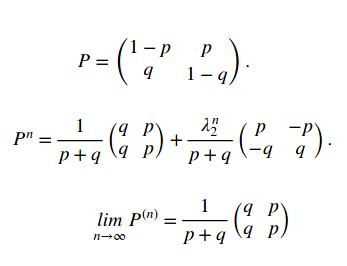 P = \begin{pmatrix} 1 - p & p \\ q & 1 - q \end{pmatrix}.
P^n = \frac{1}{p + q} \begin{pmatrix} q & p \\ q & p \end{pmatrix} + \frac{\lambda_2^n}{p + q} \begin{pmatrix} p & -p \\ -q & q \end{pmatrix}.
\lim_{n \to \infty} P^{(n)} = \frac{1}{p + q} \begin{pmatrix} q & p \\ q & p \end{pmatrix}